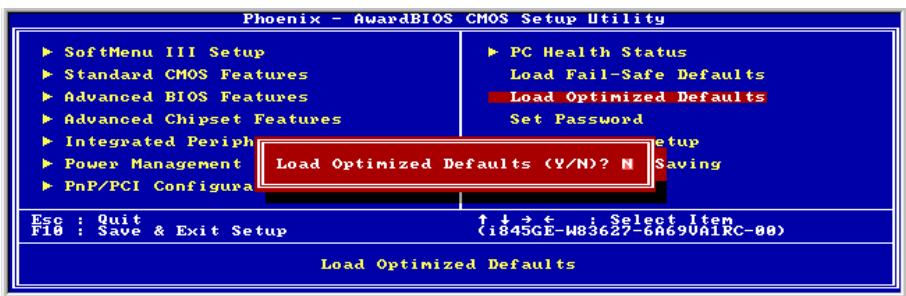 Phoenix - AwardBIOS CMOS Setup Utility
► SoftMenu III Setup
► Standard CMOS Features
► Advanced BIOS Features
► Advanced Chipset Features
► Integrated Periph
► Power Management
► PnP/PCI Configura
► PC Health Status
Load Fail-Safe Defaults
Load Optimized Defaults
Set Password
etup
Saving
Load Optimized Defaults (Y/N)? N
Esc : Quit
F10 : Save & Exit Setup
↑ ↓ → ← : Select Item
(i845GE-W83627-6A69VA1RC-00)
Load Optimized Defaults